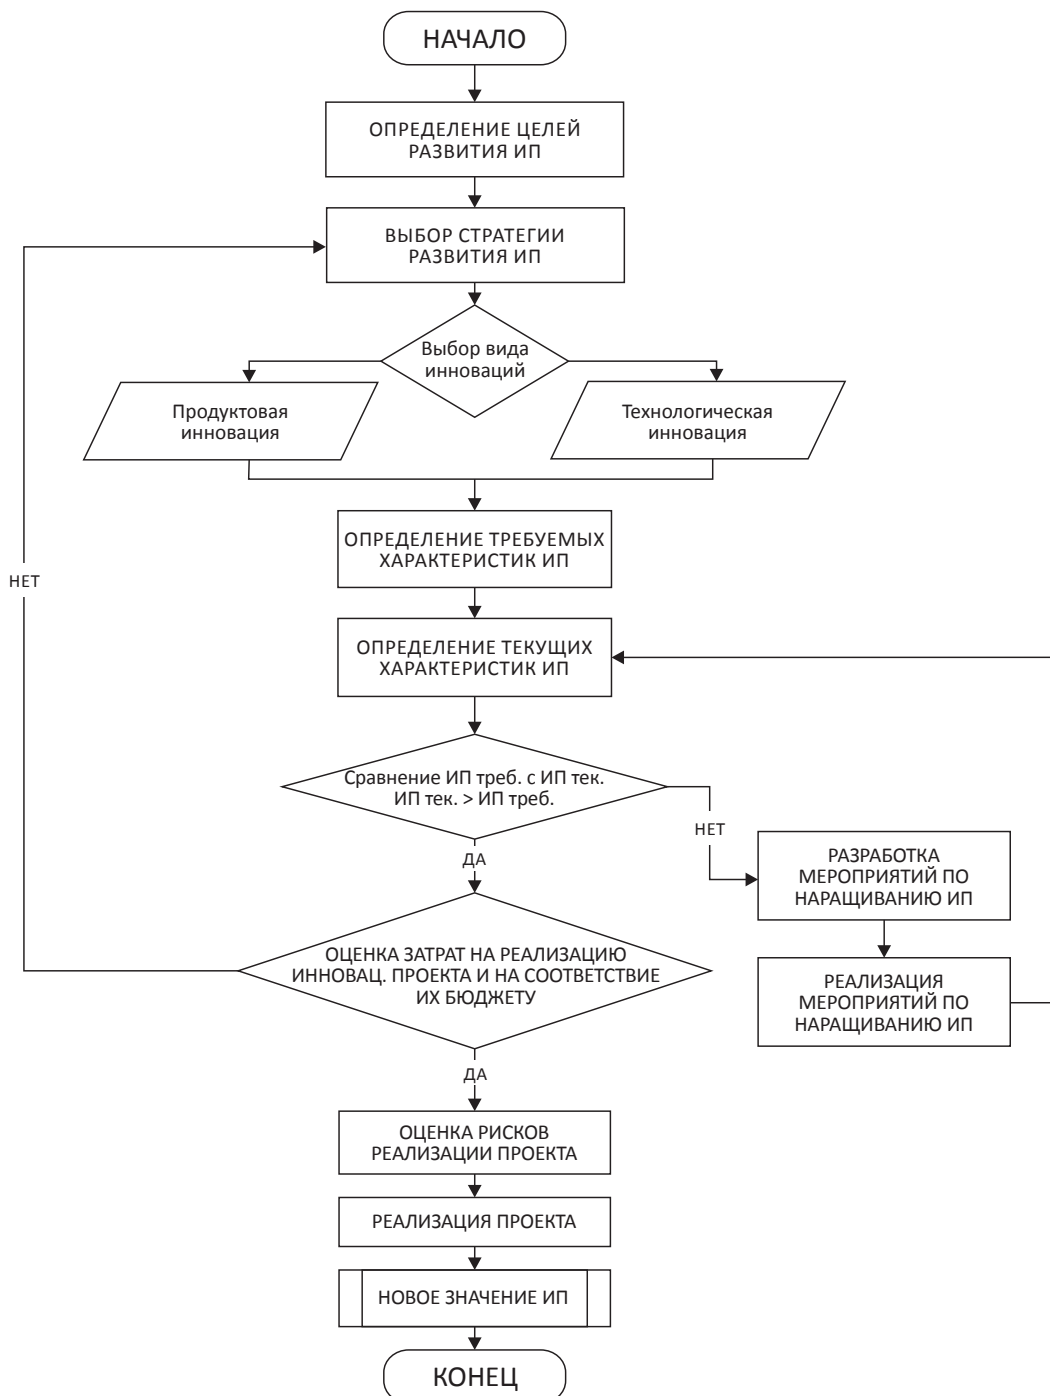 НАЧАЛО
ОПРЕДЕЛЕНИЕ ЦЕЛЕЙ
РАЗВИТИЯ ИП
ВЫБОР СТРАТЕГИИ
РАЗВИТИЯ ИП
Выбор вида
инноваций
Продуктовая
инновация
Технологическая
инновация
ОПРЕДЕЛЕНИЕ ТРЕБУЕМЫХ
ХАРАКТЕРИСТИК ИП
НЕТ
ОПРЕДЕЛЕНИЕ ТЕКУЩИХ
ХАРАКТЕРИСТИК ИП
Сравнение ИП треб. с ИП тек.
ИП тек. > ИП треб.
НЕТ
ДА
РАЗРАБОТКА
МЕРОПРИЯТИЙ ПО
НАРАЩИВАНИЮ ИП
ОЦЕНКА ЗАТРАТ НА РЕАЛИЗАЦИЮ
ИННОВАЦ. ПРОЕКТА И НА СООТВЕТСТВИЕ
ИХ БЮДЖЕТУ
РЕАЛИЗАЦИЯ
МЕРОПРИЯТИЙ ПО
НАРАЩИВАНИЮ ИП
ДА
ОЦЕНКА РИСКОВ
РЕАЛИЗАЦИИ ПРОЕКТА
РЕАЛИЗАЦИЯ ПРОЕКТА
НОВОЕ ЗНАЧЕНИЕ ИП
КОНЕЦ